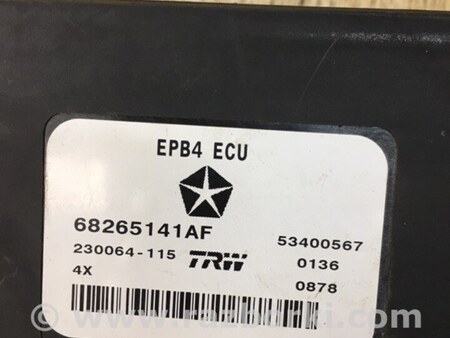 EPB4 ECU
68265141AF
53400567
230064-115 TRW
0136
4X
0878
© www.razborki.com